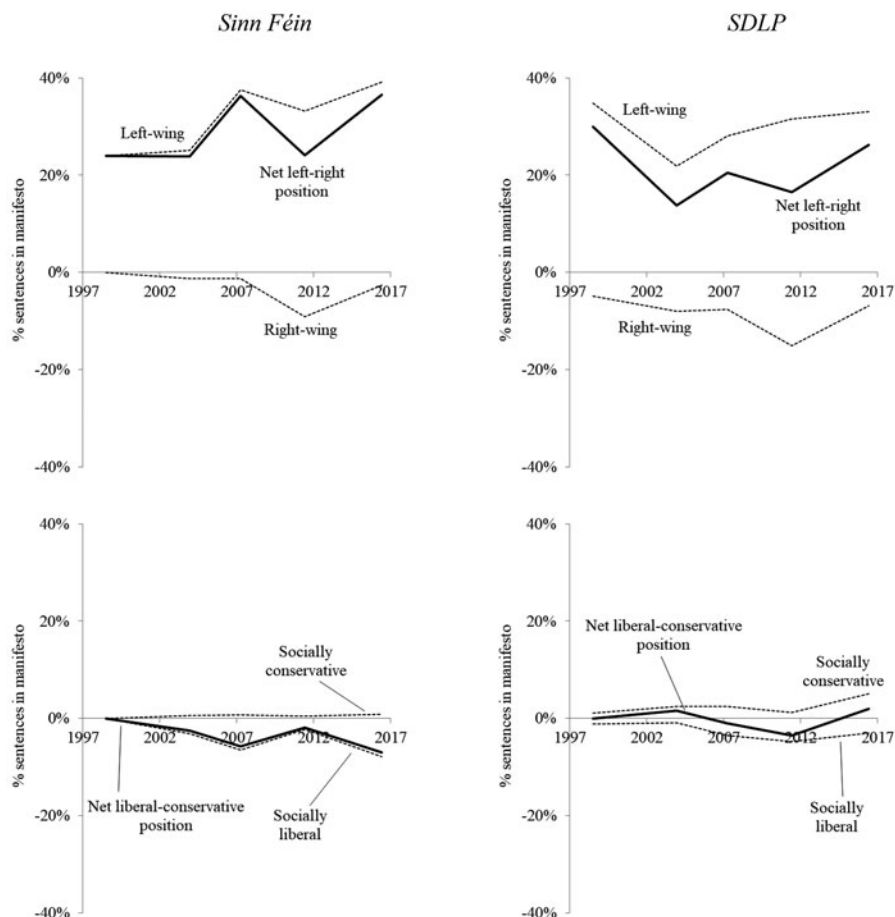 Sinn Féin
SDLP
% sentences in manifesto
40%
20%
0%
-20%
-40%
1997 2002 2007 2012 2017
Left-wing
Net left-right
position
Right-wing
% sentences in manifesto
40%
20%
0%
-20%
-40%
1997 2002 2007 2012 2017
Left-wing
Net left-right
position
Right-wing
% sentences in manifesto
40%
20%
0%
-20%
-40%
1997 2002 2007 2012 2017
Socially
conservative
Net liberal-conservative
position
Socially
liberal
% sentences in manifesto
40%
20%
0%
-20%
-40%
1997 2002 2007 2012 2017
Net liberal-conservative
position
Socially
conservative
Socially
liberal